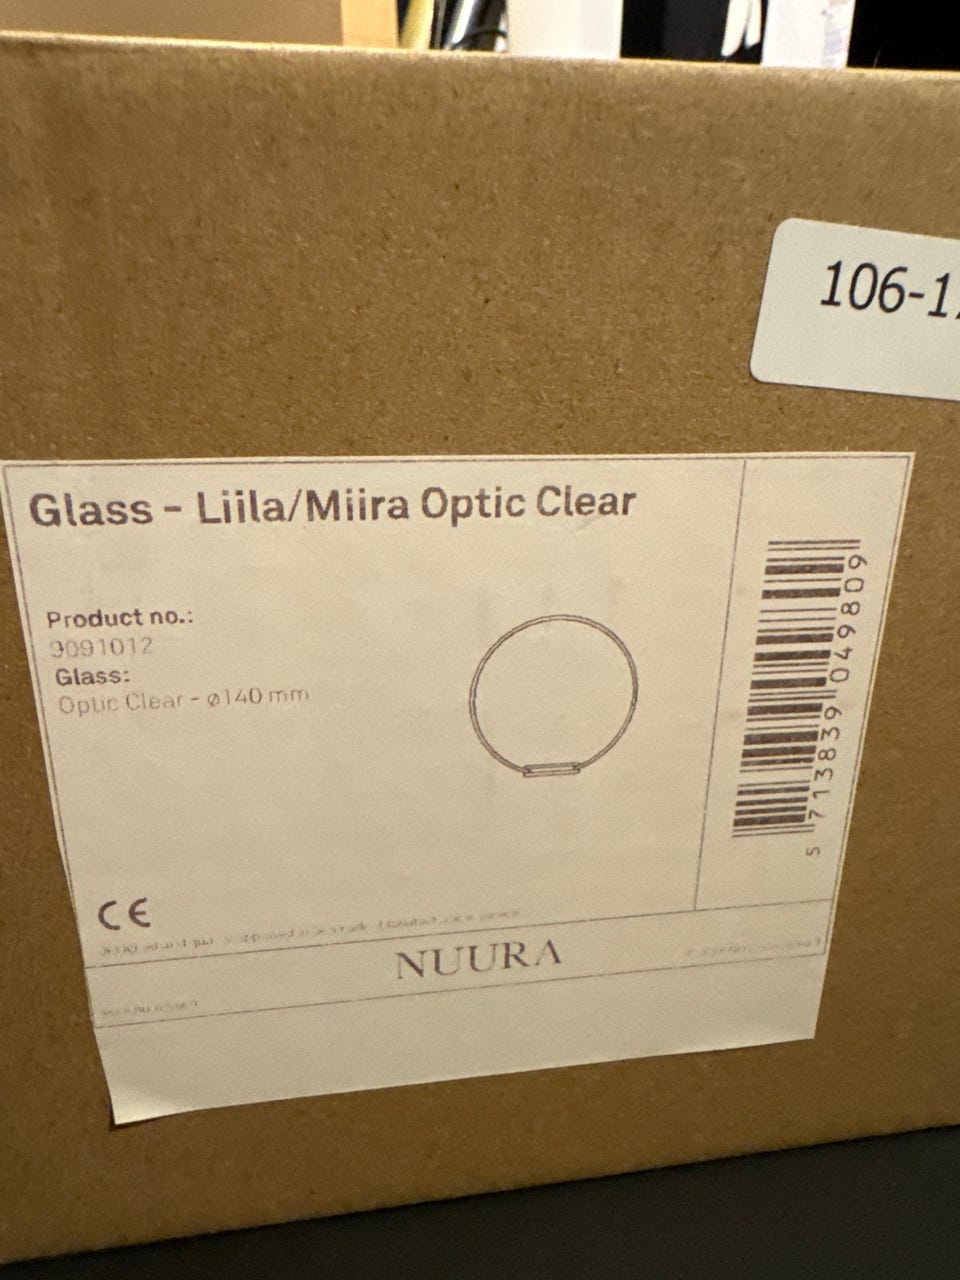 106-1
Glass - Liila/Miira Optic Clear
Product no.:
9091012
Glass:
Optic Clear - ø140 mm
5 713839 049809
CE
NUURA